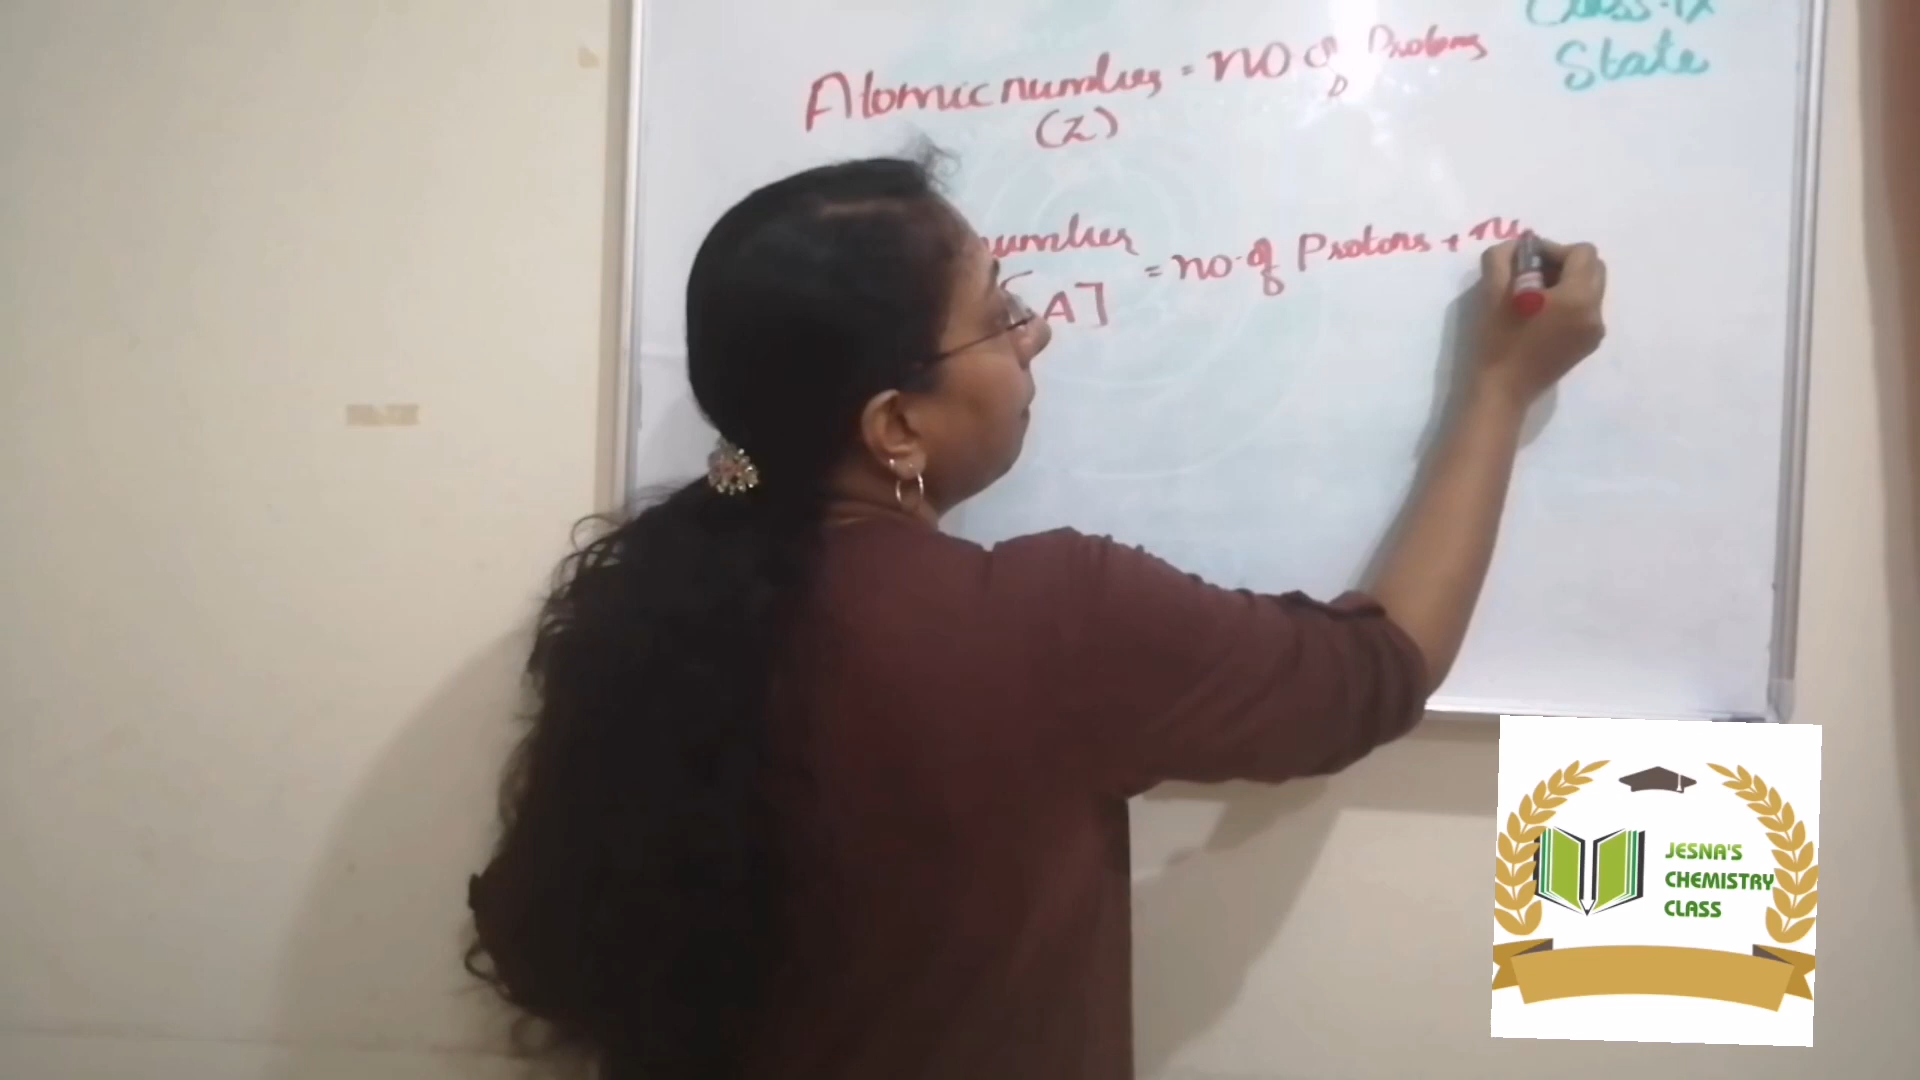 Class-IX
State
Atomic number = no of Protons
(Z)
number = no. of Protons +
[A]
JESNA'S
CHEMISTRY
CLASS